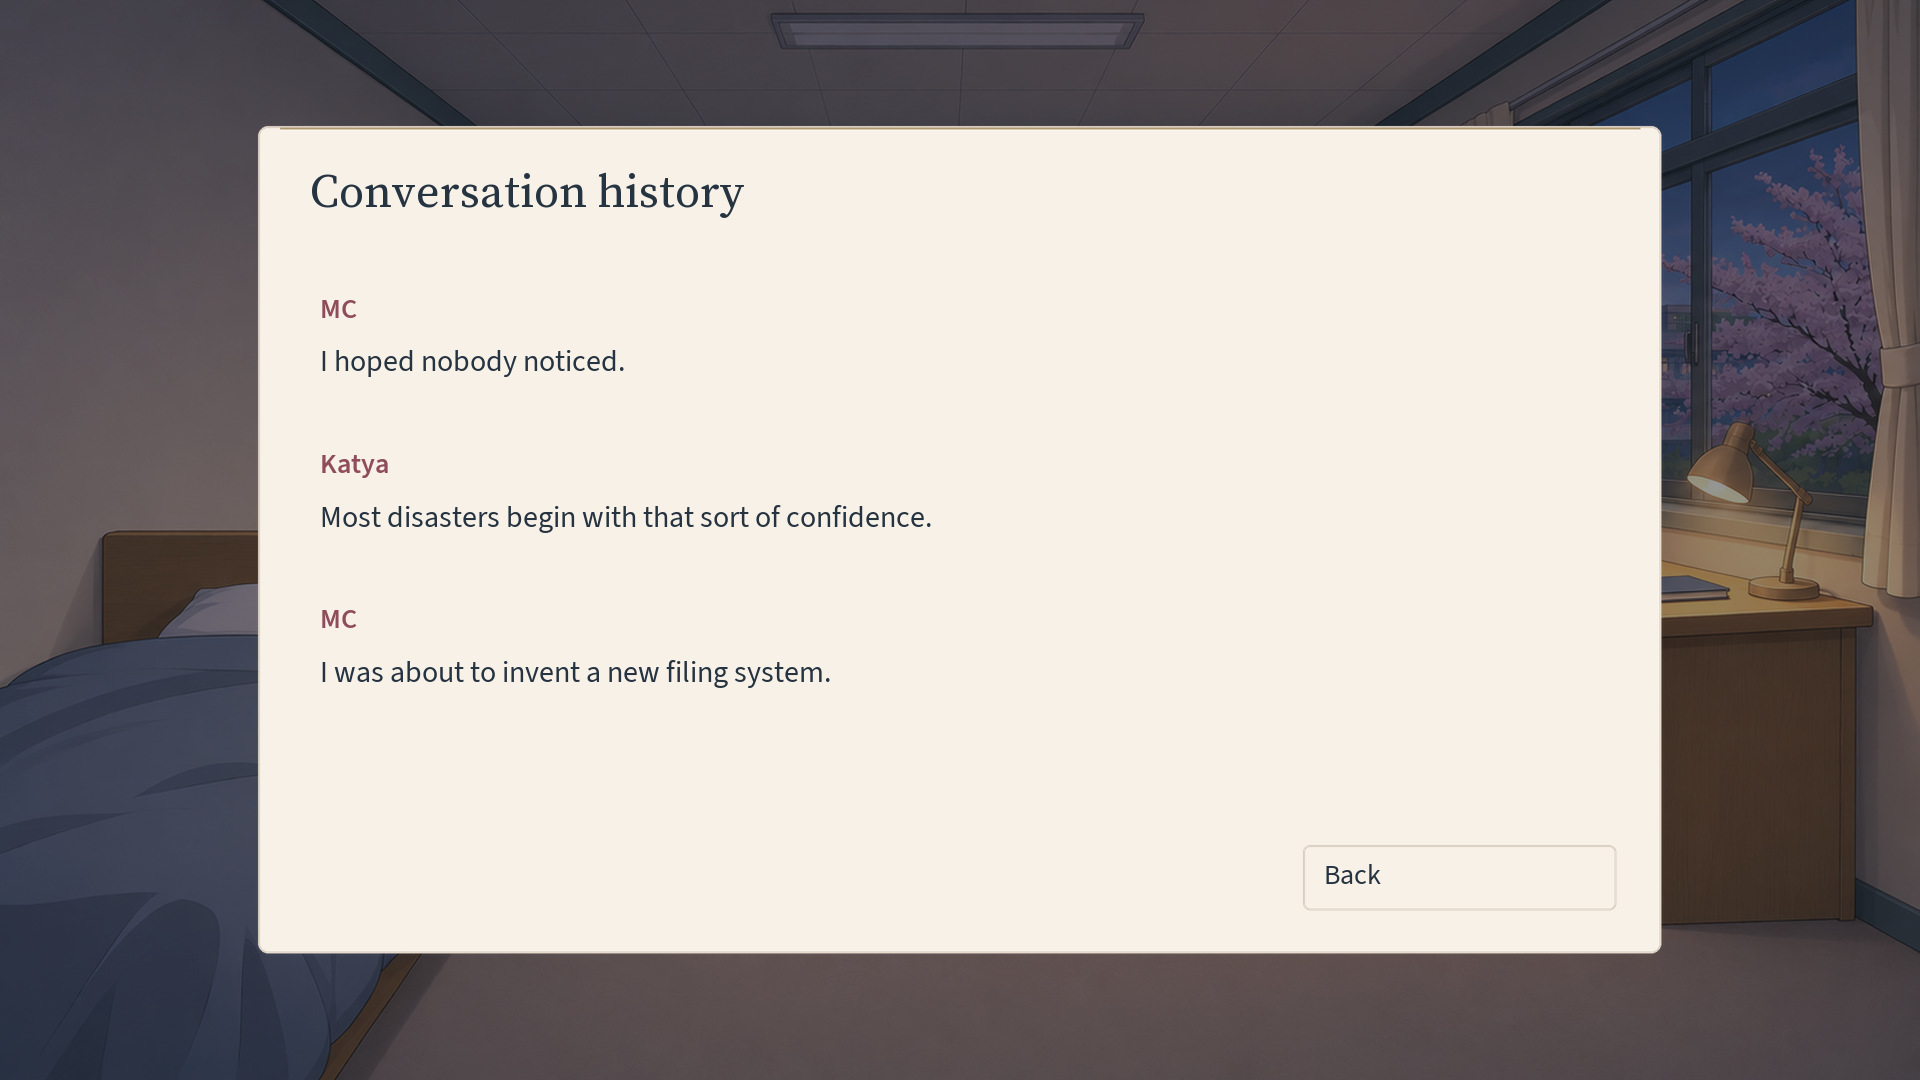 Conversation history
MC
I hoped nobody noticed.
Katya
Most disasters begin with that sort of confidence.
MC
I was about to invent a new filing system.
Back